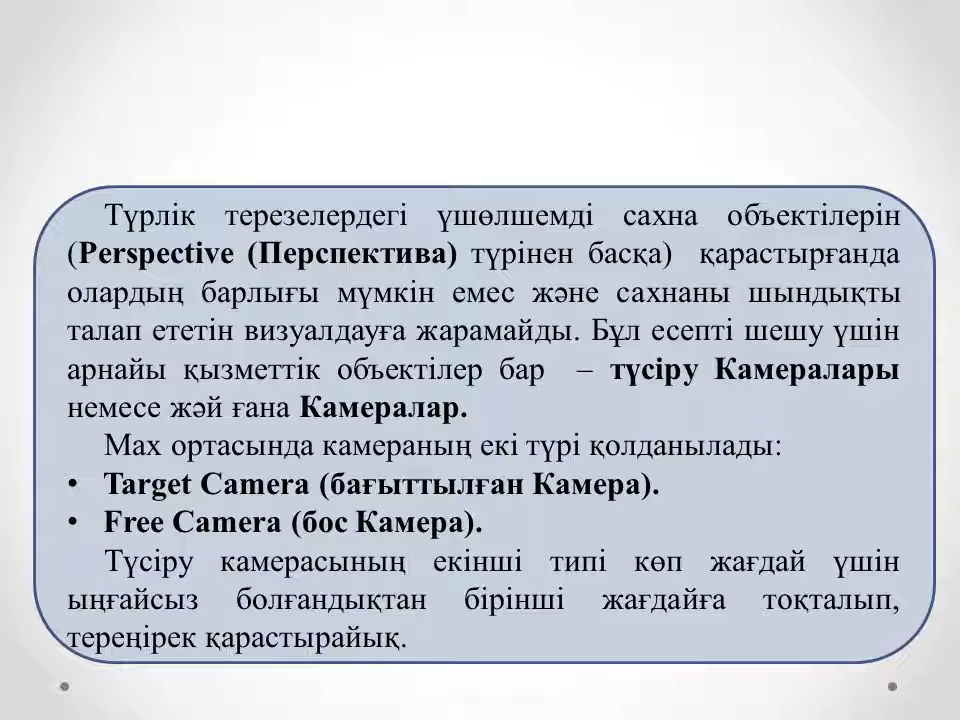 Түрлік терезелердегі үшөлшемді сахна объектілерін
(Perspective (Перспектива) түрінен басқа) қарастырғанда
олардың барлығы мүмкін емес және сахнаны шындықты
талап ететін визуалдауға жарамайды. Бұл есепті шешу үшін
арнайы қызметтік объектілер бар – түсіру Камералары
немесе жәй ғана Камералар.
Max ортасында камераның екі түрі қолданылады:
• Target Camera (бағыттылған Камера).
• Free Camera (бос Камера).
Түсіру камерасының екінші типі көп жағдай үшін
ыңғайсыз болғандықтан бірінші жағдайға тоқталып,
тереңірек қарастырайық.